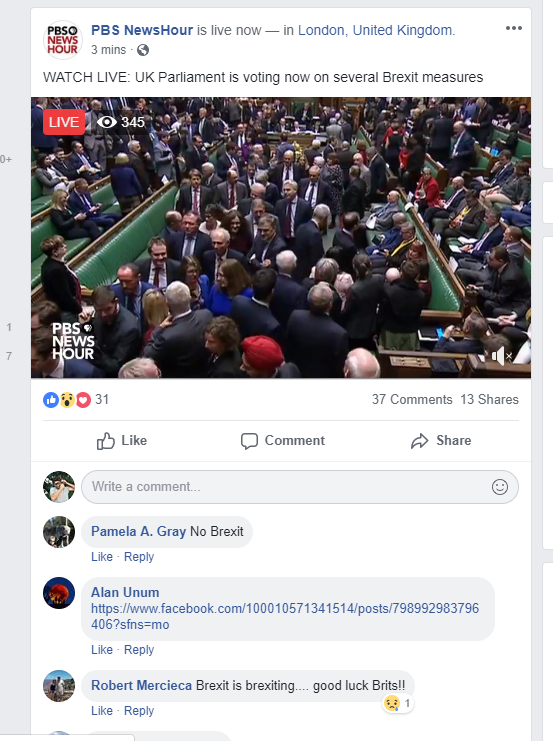 PBS NewsHour is live now — in London, United Kingdom.
3 mins ·
WATCH LIVE: UK Parliament is voting now on several Brexit measures
PBS
NEWS
HOUR
LIVE 345
0+
1
7
PBS
NEWS
HOUR
31 37 Comments 13 Shares
Like Comment Share
Write a comment...
Pamela A. Gray No Brexit
Like · Reply
Alan Unum
https://www.facebook.com/100010571341514/posts/798992983796
406?sfns=mo
Like · Reply
Robert Mercieca Brexit is brexiting.... good luck Brits!!
1
Like · Reply